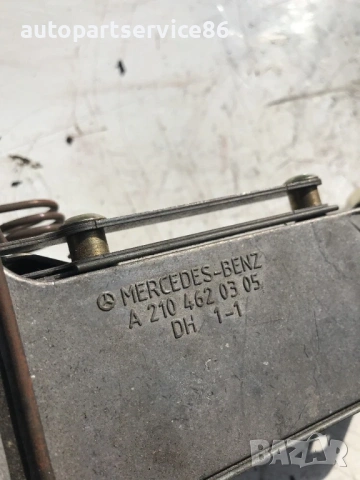 autopartservice86
MERCEDES-BENZ
A 210 462 03 05
DH 1-1
BAZAR